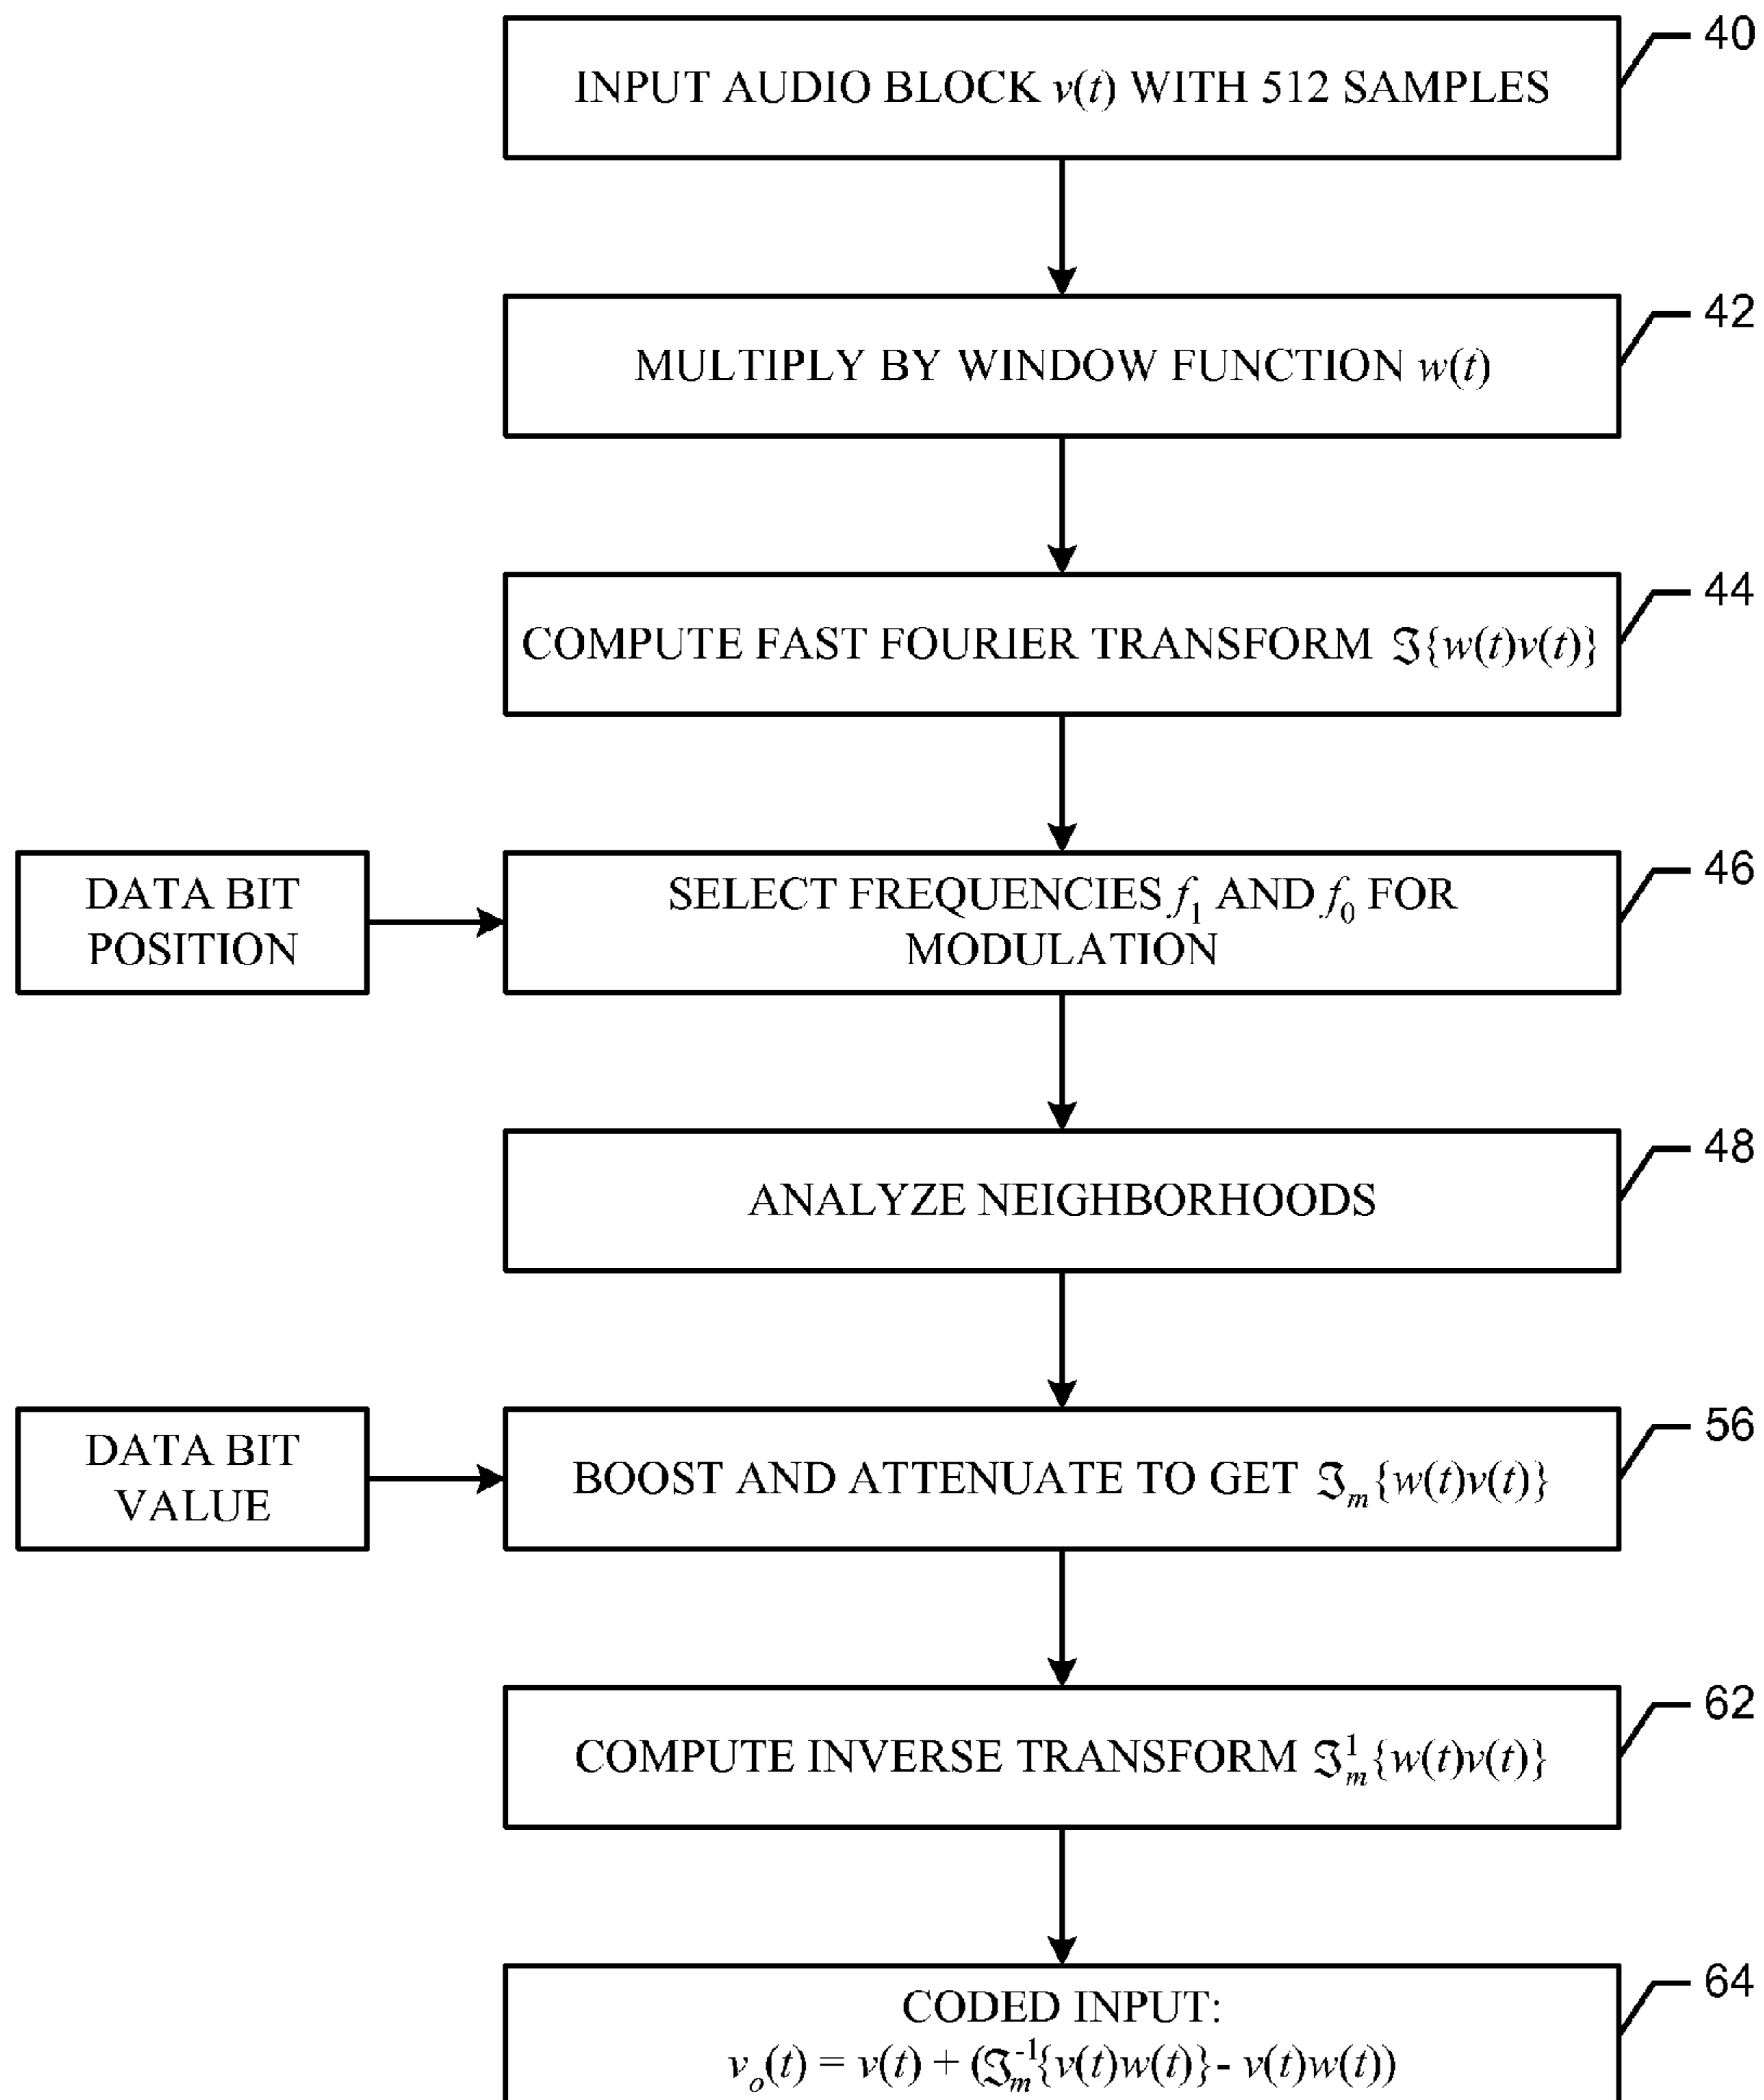 40
INPUT AUDIO BLOCK v(t) WITH 512 SAMPLES
42
MULTIPLY BY WINDOW FUNCTION w(t)
44
COMPUTE FAST FOURIER TRANSFORM ℑ{w(t)v(t)}
46
DATA BIT
POSITION
SELECT FREQUENCIES f₁ AND f₀ FOR
MODULATION
48
ANALYZE NEIGHBORHOODS
56
DATA BIT
VALUE
BOOST AND ATTENUATE TO GET ℑₘ{w(t)v(t)}
62
COMPUTE INVERSE TRANSFORM ℑₘ¹{w(t)v(t)}
64
CODED INPUT:
vₒ(t) = v(t) + (ℑₘ⁻¹{v(t)w(t)} - v(t)w(t))